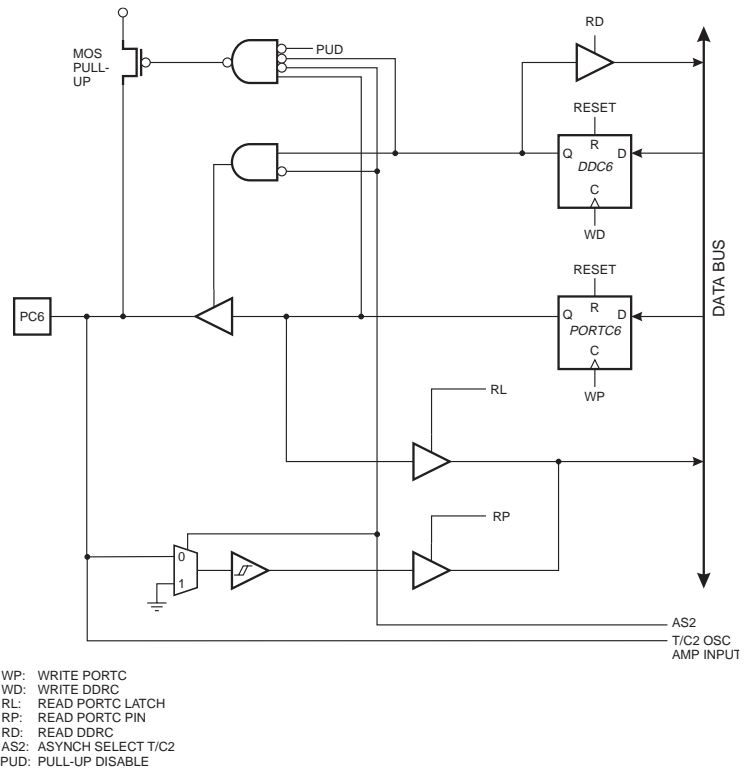 RD
MOS
PULL-
UP
PUD
RESET
R
Q
D
DDC6
C
WD
DATA BUS
RESET
PC6
R
Q
D
PORTC6
C
WP
RL
RP
0
1
AS2
T/C2 OSC
AMP INPUT
WP: WRITE PORTC
WD: WRITE DDRC
RL: READ PORTC LATCH
RP: READ PORTC PIN
RD: READ DDRC
AS2: ASYNCH SELECT T/C2
PUD: PULL-UP DISABLE